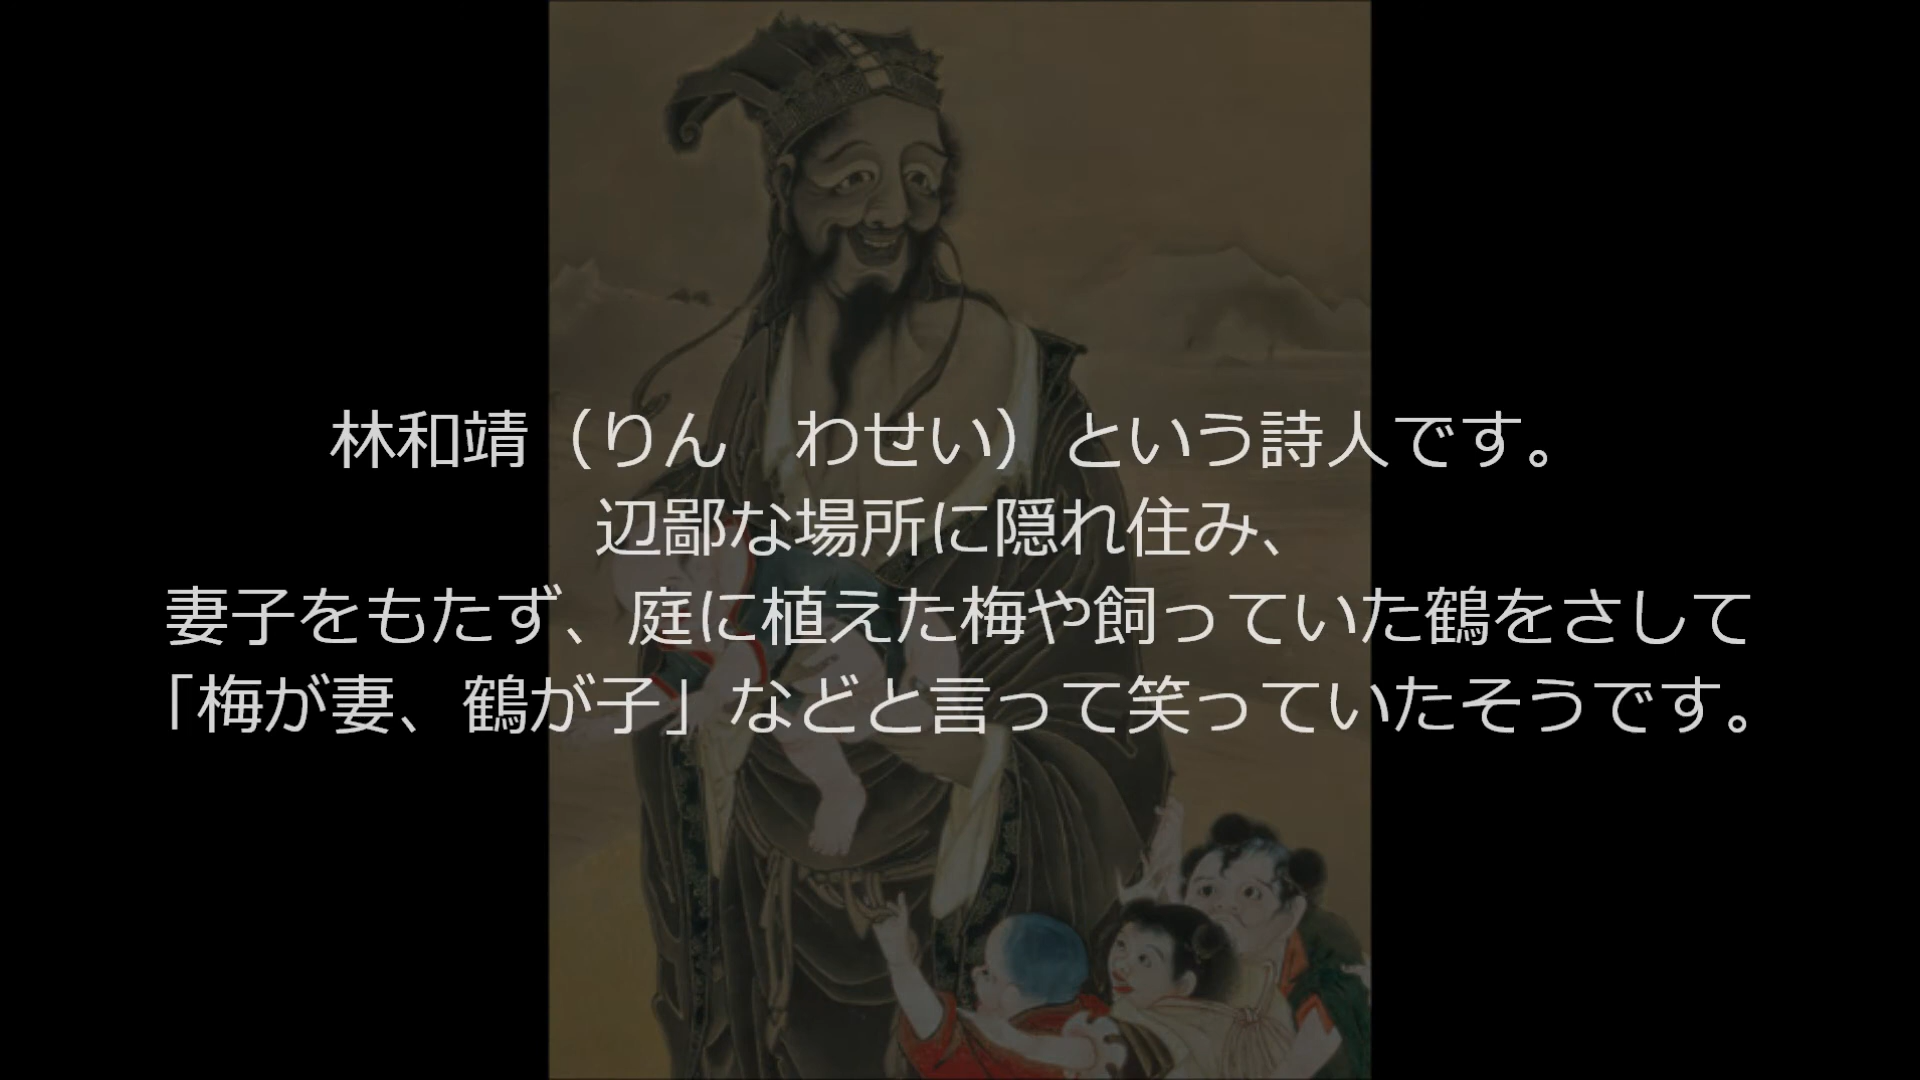 林和靖（りん　わせい）という詩人です。
辺鄙な場所に隠れ住み、
妻子をもたず、庭に植えた梅や飼っていた鶴をさして
「梅が妻、鶴が子」などと言って笑っていたそうです。